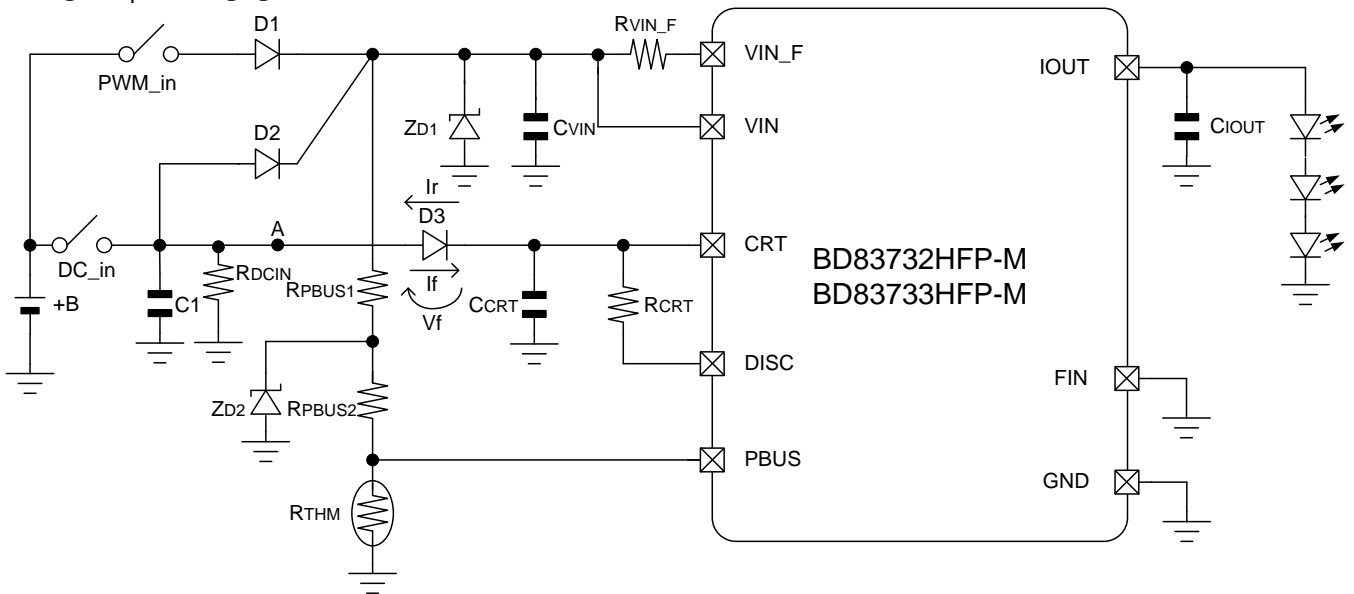 D1
RVIN_F
PWM_in
VIN_F
IOUT
D2
ZD1
CVIN
VIN
CIOUT
Ir
D3
A
CRT
DC_in
RDCIN
If
Vf
+B
C1
RPBUS1
CCRT
RCRT
BD83732HFP-M
BD83733HFP-M
DISC
FIN
ZD2
RPBUS2
PBUS
GND
RTHM